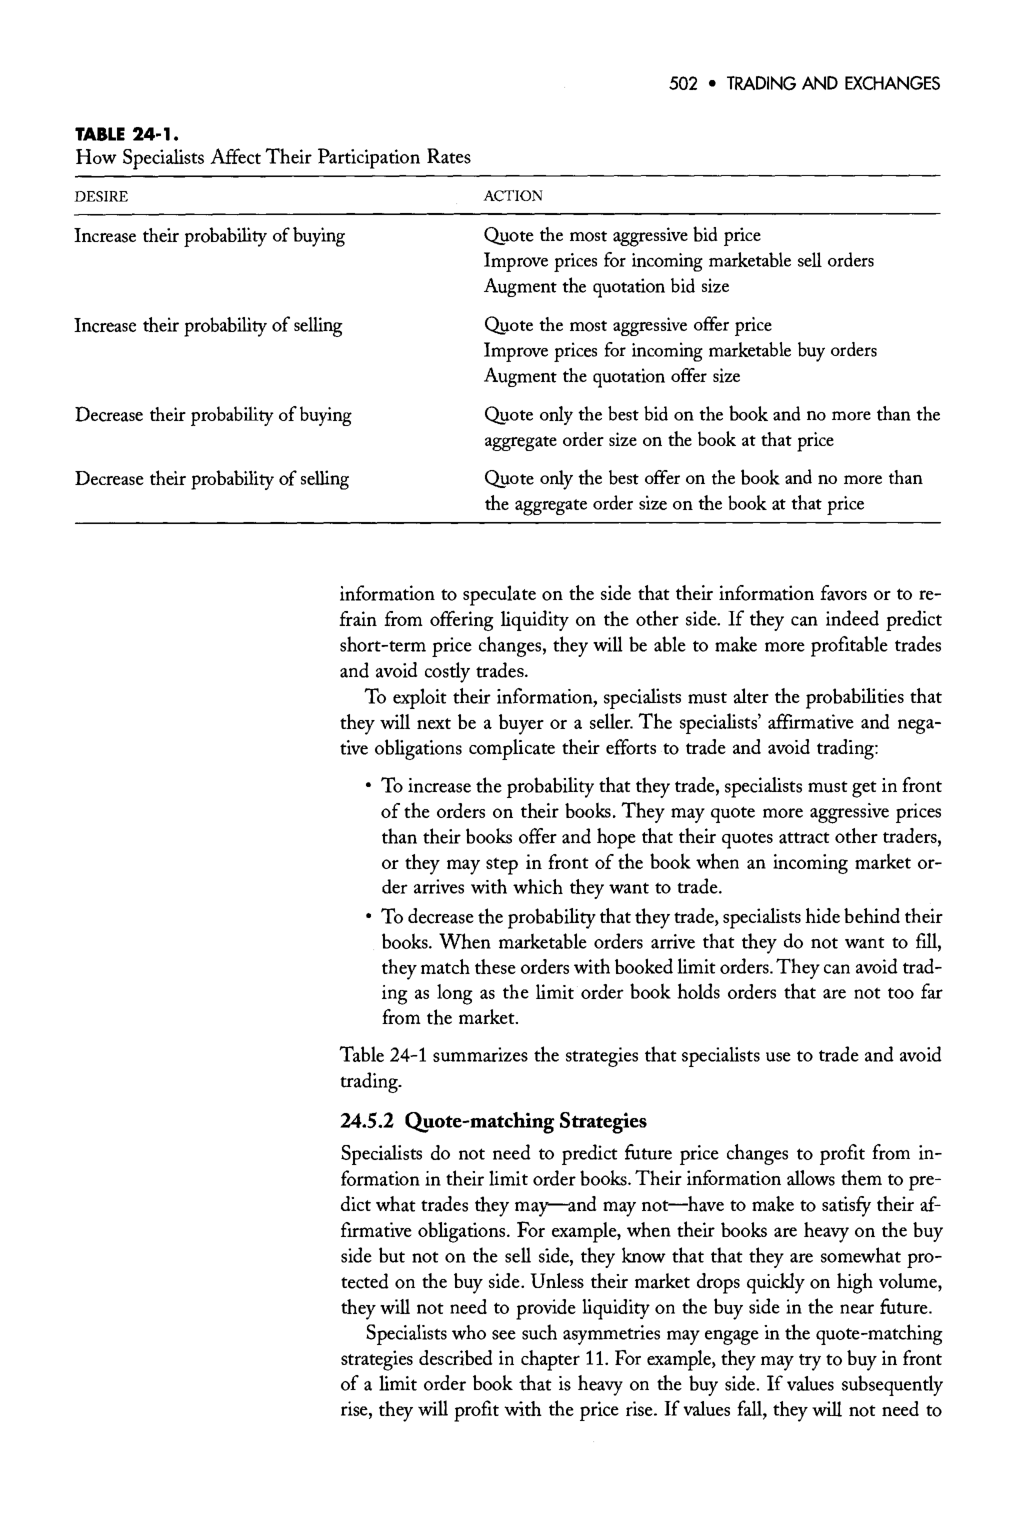 502 • TRADING AND EXCHANGES
TABLE 24-1.
How Specialists Affect Their Participation Rates
DESIRE ACTION
Increase their probability of buying Quote the most aggressive bid price
Improve prices for incoming marketable sell orders
Augment the quotation bid size
Increase their probability of selling Quote the most aggressive offer price
Improve prices for incoming marketable buy orders
Augment the quotation offer size
Decrease their probability of buying Quote only the best bid on the book and no more than the
aggregate order size on the book at that price
Decrease their probability of selling Quote only the best offer on the book and no more than
the aggregate order size on the book at that price
information to speculate on the side that their information favors or to re-
frain from offering liquidity on the other side. If they can indeed predict
short-term price changes, they will be able to make more profitable trades
and avoid costly trades.
To exploit their information, specialists must alter the probabilities that
they will next be a buyer or a seller. The specialists' affirmative and nega-
tive obligations complicate their efforts to trade and avoid trading:
• To increase the probability that they trade, specialists must get in front
of the orders on their books. They may quote more aggressive prices
than their books offer and hope that their quotes attract other traders,
or they may step in front of the book when an incoming market or-
der arrives with which they want to trade.
• To decrease the probability that they trade, specialists hide behind their
books. When marketable orders arrive that they do not want to fill,
they match these orders with booked limit orders. They can avoid trad-
ing as long as the limit order book holds orders that are not too far
from the market.
Table 24-1 summarizes the strategies that specialists use to trade and avoid
trading.
24.5.2 Quote-matching Strategies
Specialists do not need to predict future price changes to profit from in-
formation in their limit order books. Their information allows them to pre-
dict what trades they may—and may not—have to make to satisfy their af-
firmative obligations. For example, when their books are heavy on the buy
side but not on the sell side, they know that that they are somewhat pro-
tected on the buy side. Unless their market drops quickly on high volume,
they will not need to provide liquidity on the buy side in the near future.
Specialists who see such asymmetries may engage in the quote-matching
strategies described in chapter 11. For example, they may try to buy in front
of a limit order book that is heavy on the buy side. If values subsequently
rise, they will profit with the price rise. If values fall, they will not need to